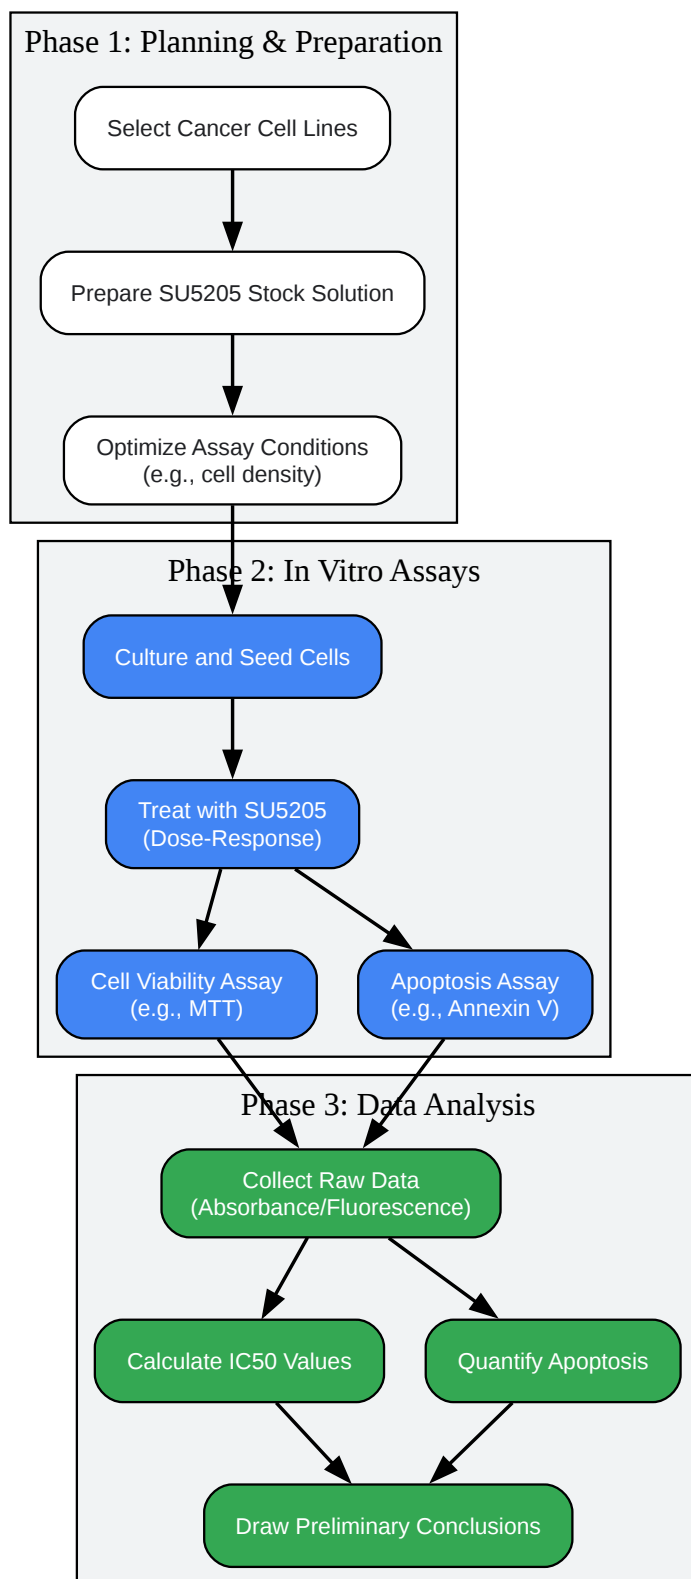 Phase 1: Planning & Preparation
Select Cancer Cell Lines
Prepare SU5205 Stock Solution
Optimize Assay Conditions
(e.g., cell density)
Phase 2: In Vitro Assays
Culture and Seed Cells
Treat with SU5205
(Dose-Response)
Cell Viability Assay
(e.g., MTT)
Apoptosis Assay
(e.g., Annexin V)
Phase 3: Data Analysis
Collect Raw Data
(Absorbance/Fluorescence)
Calculate IC50 Values
Quantify Apoptosis
Draw Preliminary Conclusions